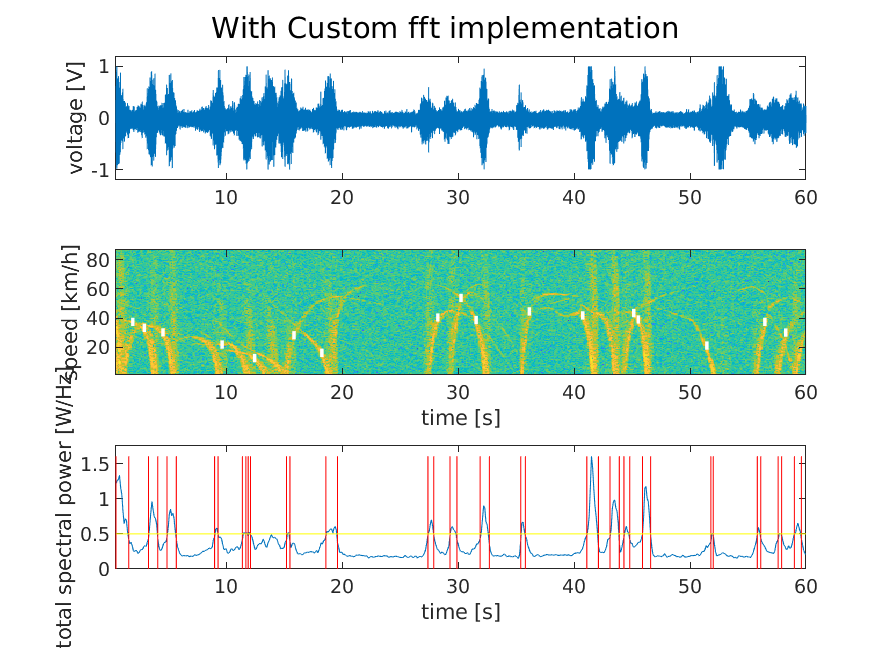 With Custom fft implementation
voltage [V]
1
0
-1
10 20 30 40 50 60
speed [km/h]
80
60
40
20
10 20 30 40 50 60
time [s]
total spectral power [W/Hz]
1.5
1
0.5
0
10 20 30 40 50 60
time [s]